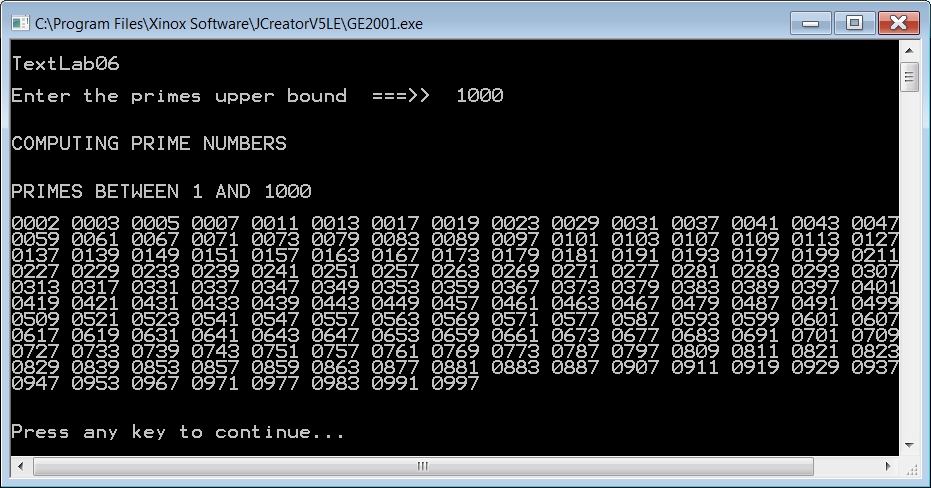 C:\Program Files\Xinox Software\JCreatorV5LE\GE2001.exe
TextLab06
Enter the primes upper bound ===>> 1000
COMPUTING PRIME NUMBERS
PRIMES BETWEEN 1 AND 1000
0002 0003 0005 0007 0011 0013 0017 0019 0023 0029 0031 0037 0041 0043 0047
0059 0061 0067 0071 0073 0079 0083 0089 0097 0101 0103 0107 0109 0113 0127
0137 0139 0149 0151 0157 0163 0167 0173 0179 0181 0191 0193 0197 0199 0211
0227 0229 0233 0239 0241 0251 0257 0263 0269 0271 0277 0281 0283 0293 0307
0313 0317 0331 0337 0347 0349 0353 0359 0367 0373 0379 0383 0389 0397 0401
0419 0421 0431 0433 0439 0443 0449 0457 0461 0463 0467 0479 0487 0491 0499
0509 0521 0523 0541 0547 0557 0563 0569 0571 0577 0587 0593 0599 0601 0607
0617 0619 0631 0641 0643 0647 0653 0659 0661 0673 0677 0683 0691 0701 0709
0727 0733 0739 0743 0751 0757 0761 0769 0773 0787 0797 0809 0811 0821 0823
0829 0839 0853 0857 0859 0863 0877 0881 0883 0887 0907 0911 0919 0929 0937
0947 0953 0967 0971 0977 0983 0991 0997
Press any key to continue...